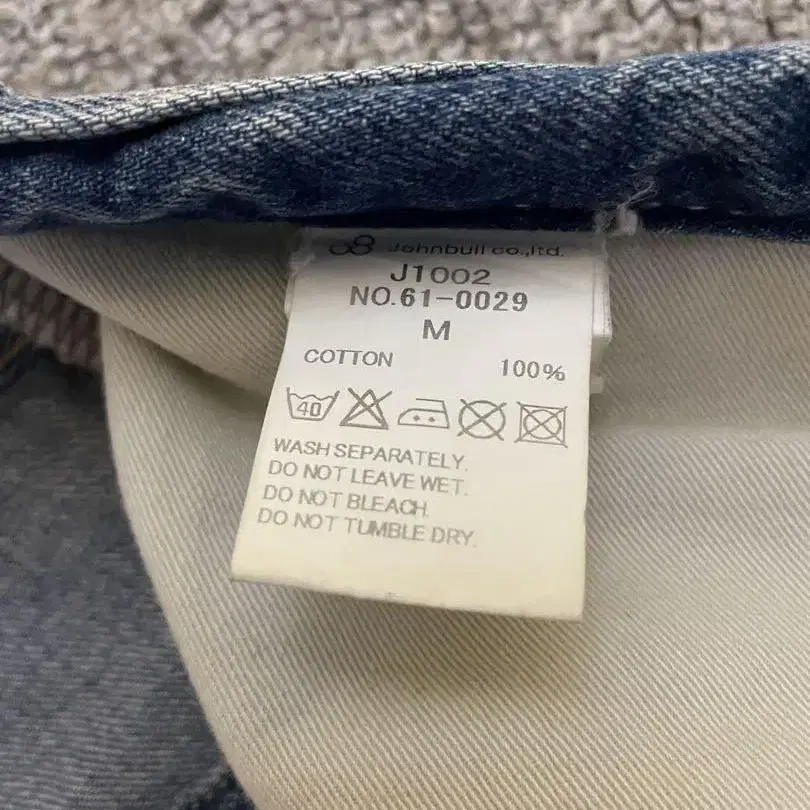 Johnbull co.,ltd.
J1002
NO.61-0029
M
COTTON 100%
40
WASH SEPARATELY.
DO NOT LEAVE WET.
DO NOT BLEACH.
DO NOT TUMBLE DRY.